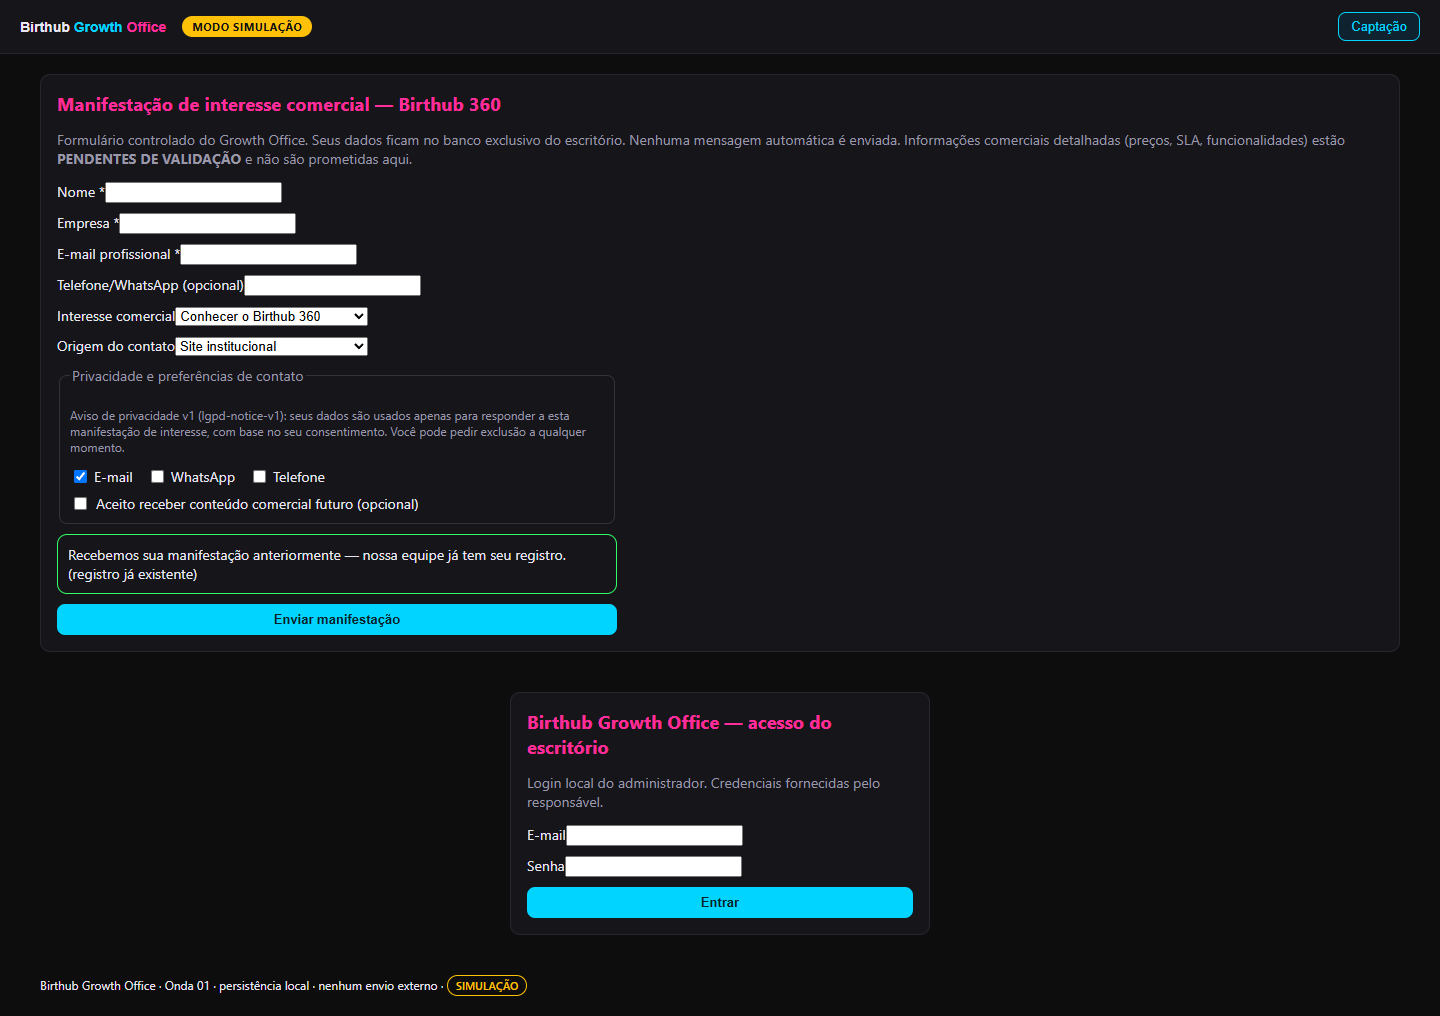 Birthub Growth Office MODO SIMULAÇÃO Captação
Manifestação de interesse comercial — Birthub 360
Formulário controlado do Growth Office. Seus dados ficam no banco exclusivo do escritório. Nenhuma mensagem automática é enviada. Informações comerciais detalhadas (preços, SLA, funcionalidades) estão
PENDENTES DE VALIDAÇÃO e não são prometidas aqui.
Nome *
Empresa *
E-mail profissional *
Telefone/WhatsApp (opcional)
Interesse comercial Conhecer o Birthub 360
Origem do contato Site institucional
Privacidade e preferências de contato
Aviso de privacidade v1 (lgpd-notice-v1): seus dados são usados apenas para responder a esta
manifestação de interesse, com base no seu consentimento. Você pode pedir exclusão a qualquer
momento.
E-mail WhatsApp Telefone
Aceito receber conteúdo comercial futuro (opcional)
Recebemos sua manifestação anteriormente — nossa equipe já tem seu registro.
(registro já existente)
Enviar manifestação
Birthub Growth Office — acesso do
escritório
Login local do administrador. Credenciais fornecidas pelo
responsável.
E-mail
Senha
Entrar
Birthub Growth Office · Onda 01 · persistência local · nenhum envio externo · SIMULAÇÃO